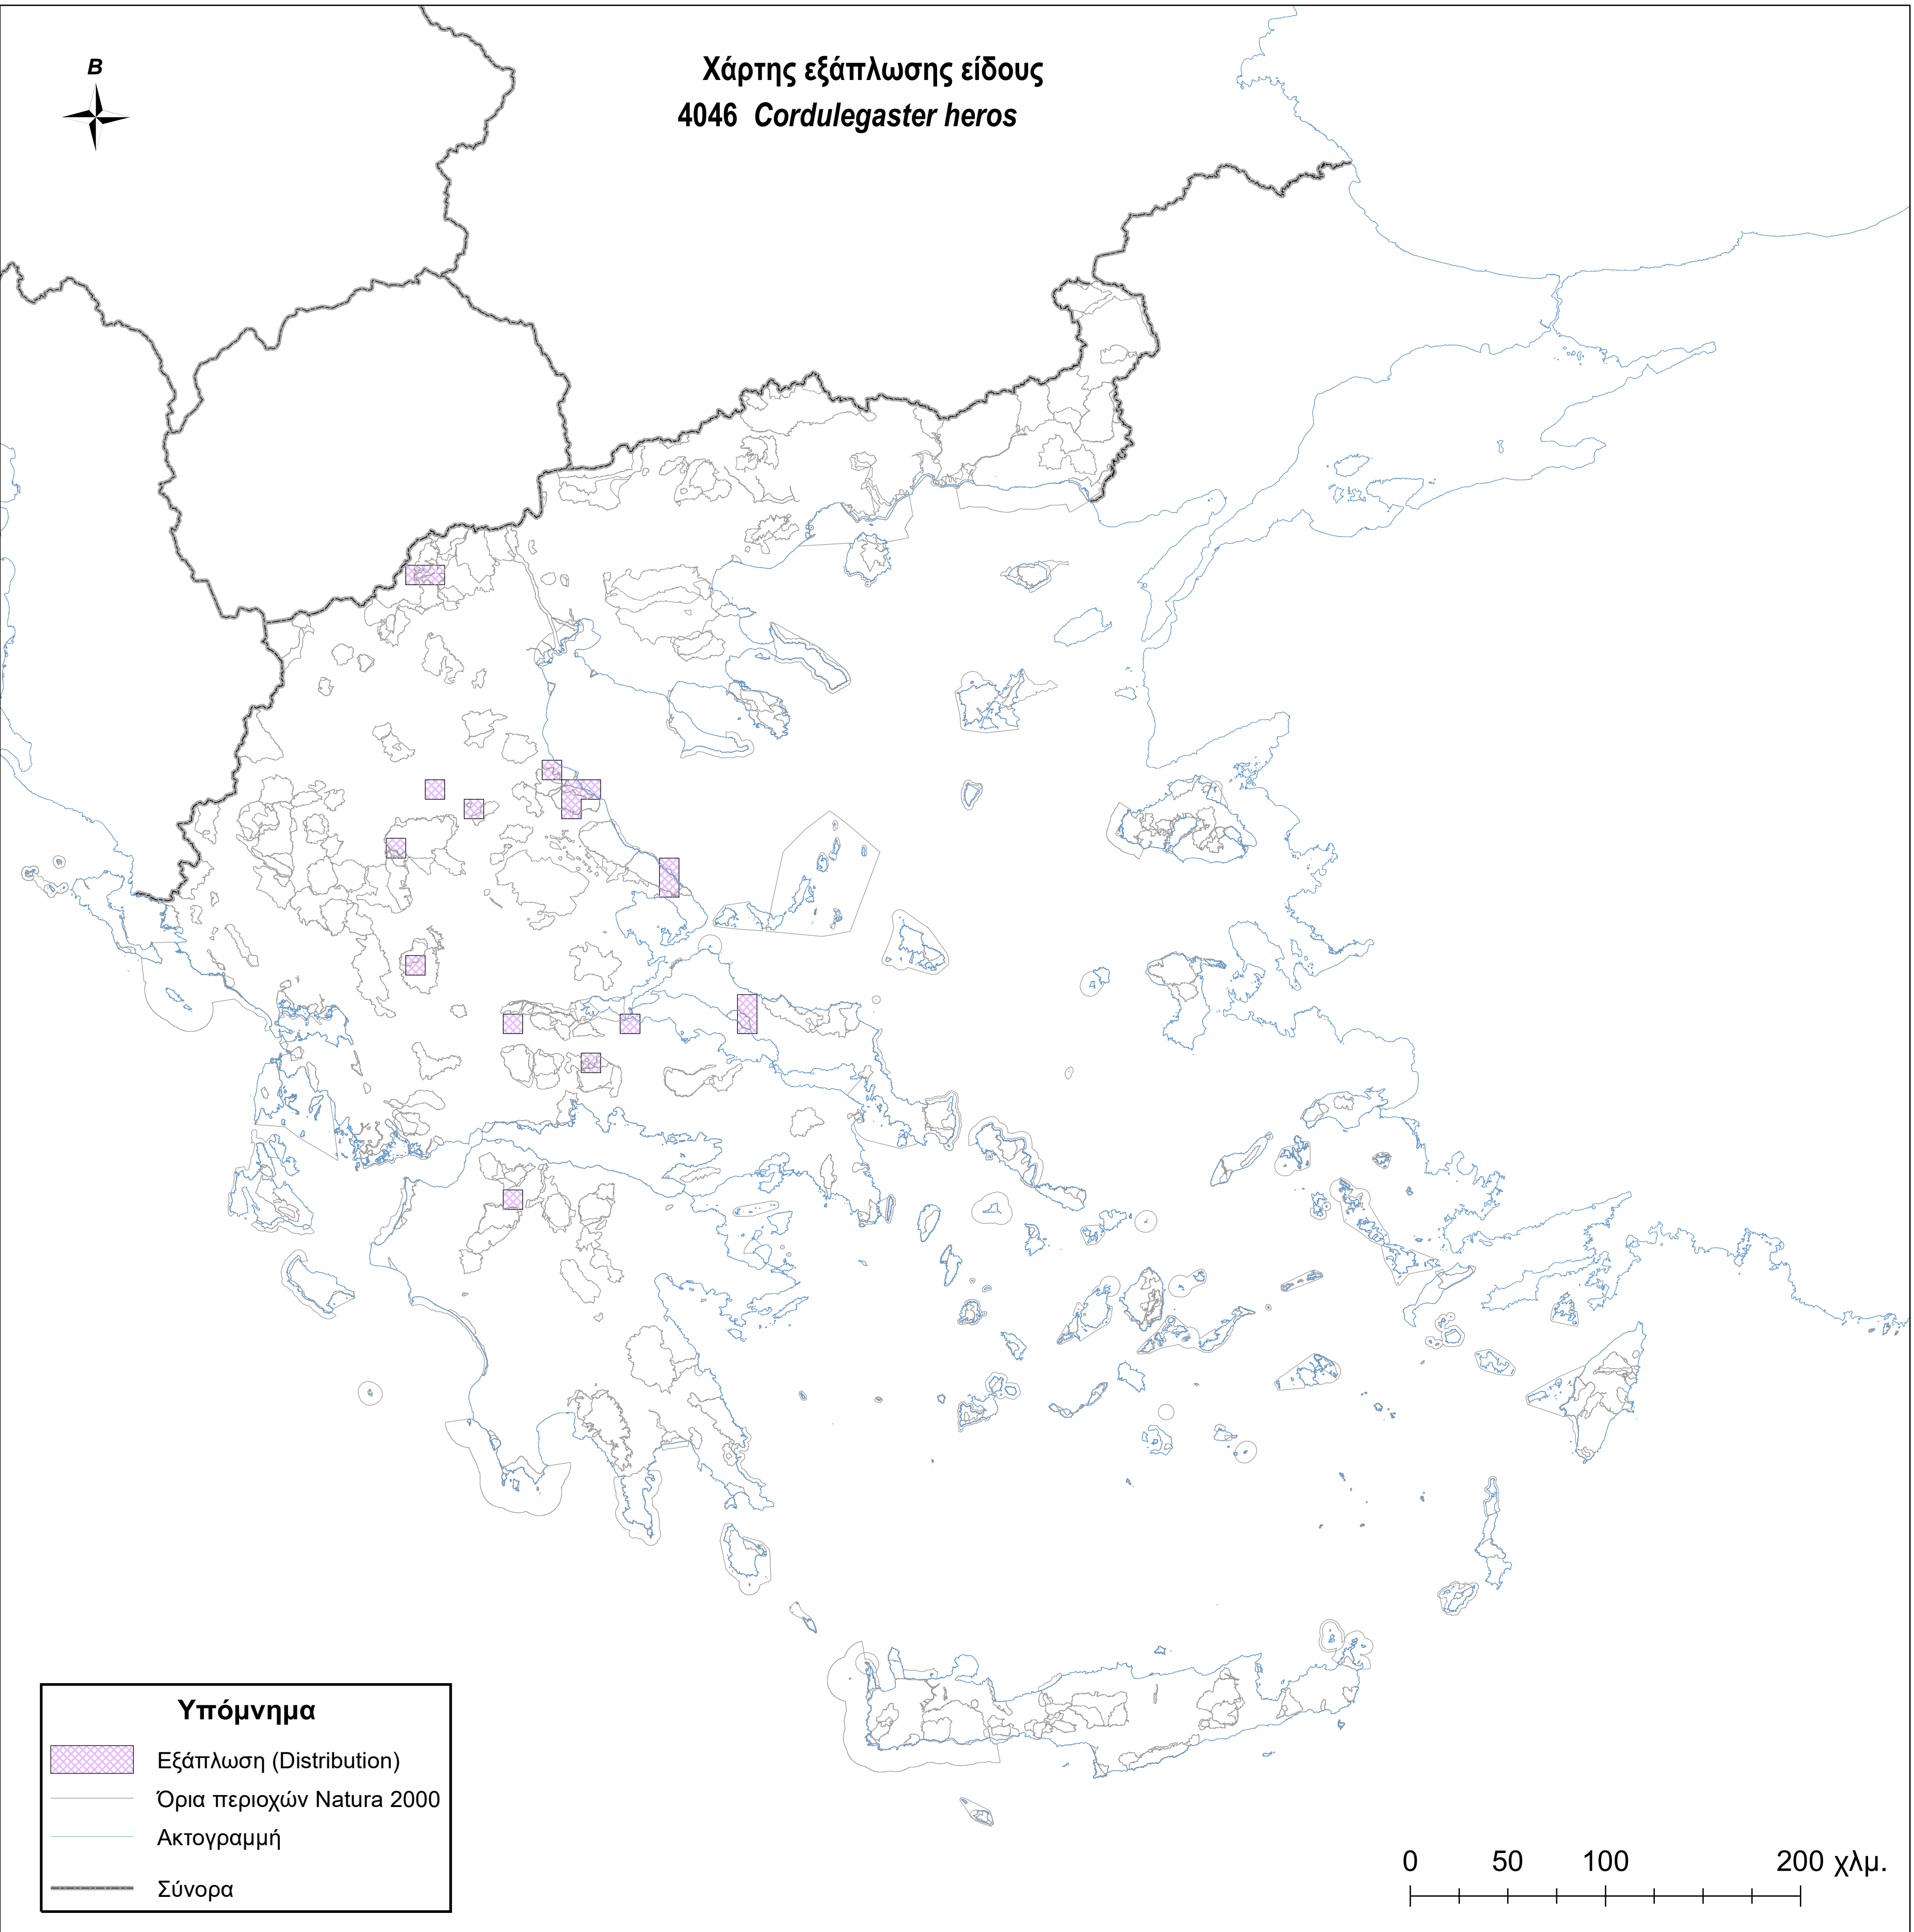 B
Χάρτης εξάπλωσης είδους
4046 Cordulegaster heros
Υπόμνημα
Εξάπλωση (Distribution)
Όρια περιοχών Natura 2000
Ακτογραμμή
Σύνορα
0 50 100 200 χλμ.